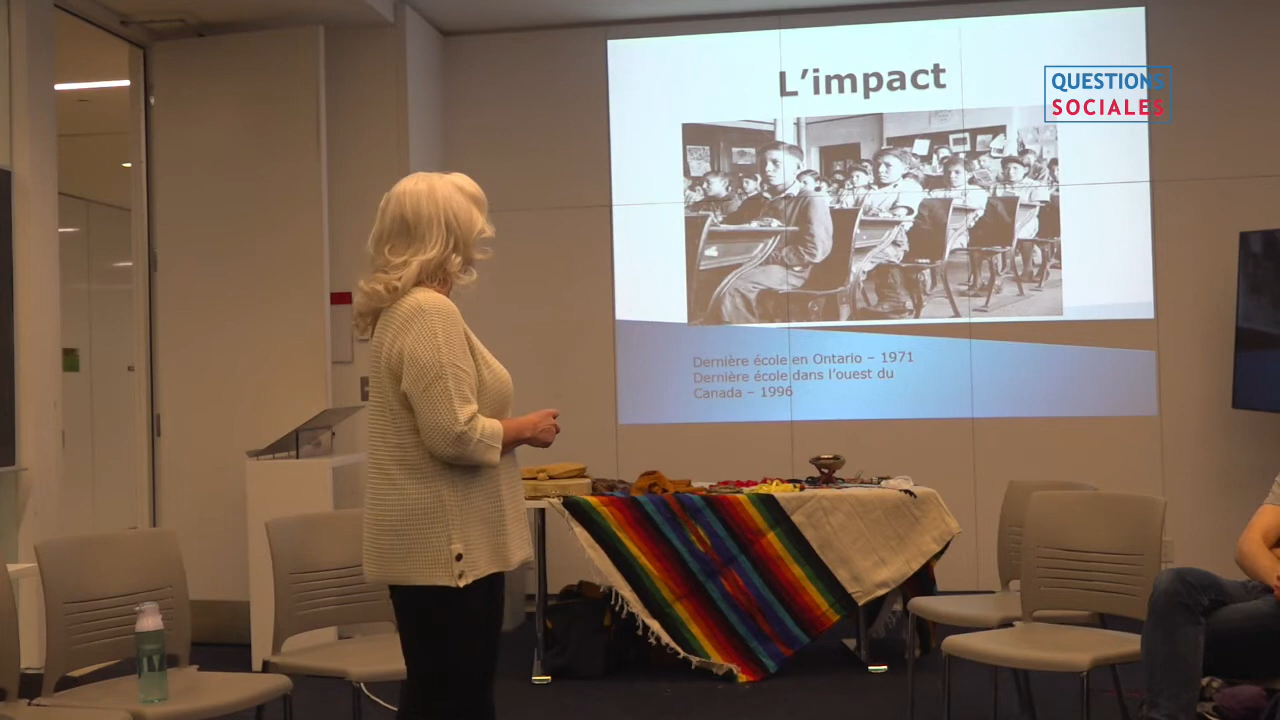 L’impact
QUESTIONS
SOCIALES
Dernière école en Ontario – 1971
Dernière école dans l’ouest du
Canada – 1996